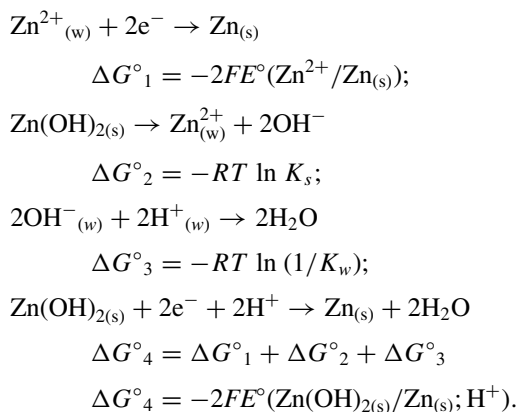 Zn²⁺₍w₎ + 2e⁻ → Zn₍s₎
ΔG°₁ = −2FE°(Zn²⁺/Zn₍s₎);
Zn(OH)₂₍s₎ → Zn²⁺₍w₎ + 2OH⁻
ΔG°₂ = −RT ln Kₛ;
2OH⁻₍w₎ + 2H⁺₍w₎ → 2H₂O
ΔG°₃ = −RT ln (1/K_w);
Zn(OH)₂₍s₎ + 2e⁻ + 2H⁺ → Zn₍s₎ + 2H₂O
ΔG°₄ = ΔG°₁ + ΔG°₂ + ΔG°₃
ΔG°₄ = −2FE°(Zn(OH)₂₍s₎/Zn₍s₎; H⁺).